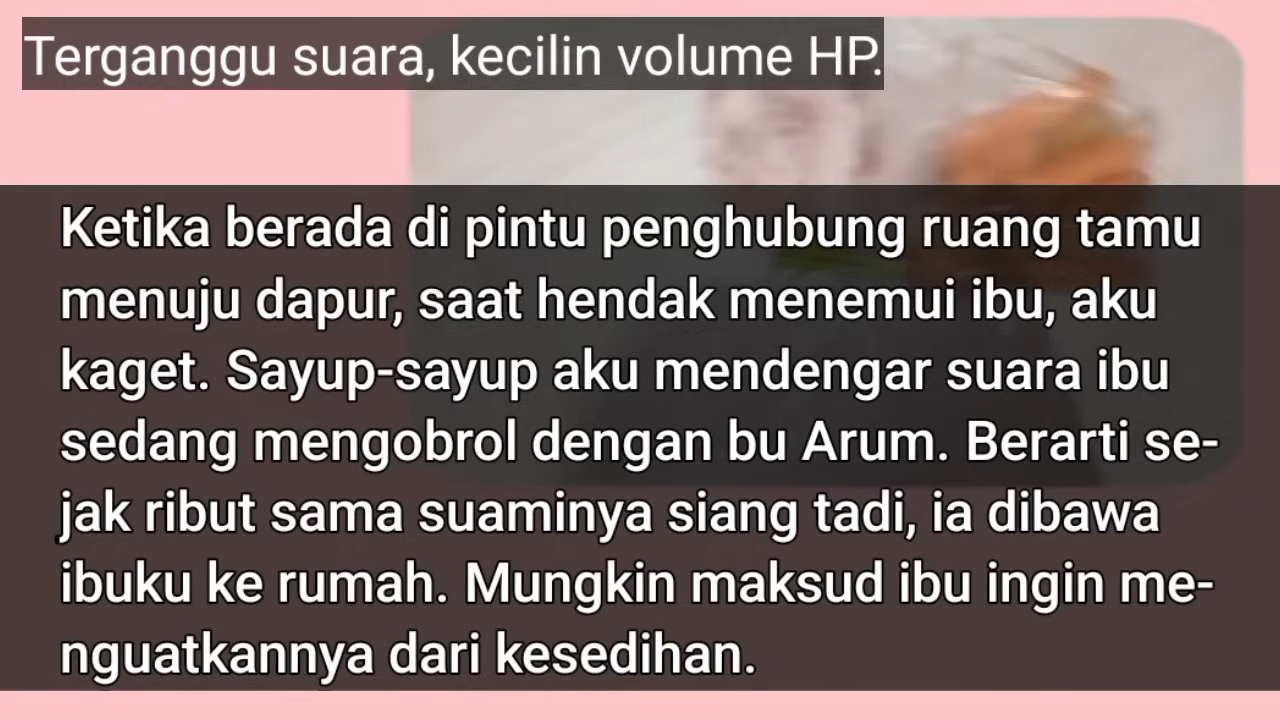 Terganggu suara, kecilin volume HP.
Ketika berada di pintu penghubung ruang tamu
menuju dapur, saat hendak menemui ibu, aku
kaget. Sayup-sayup aku mendengar suara ibu
sedang mengobrol dengan bu Arum. Berarti se-
jak ribut sama suaminya siang tadi, ia dibawa
ibuku ke rumah. Mungkin maksud ibu ingin me-
nguatkannya dari kesedihan.